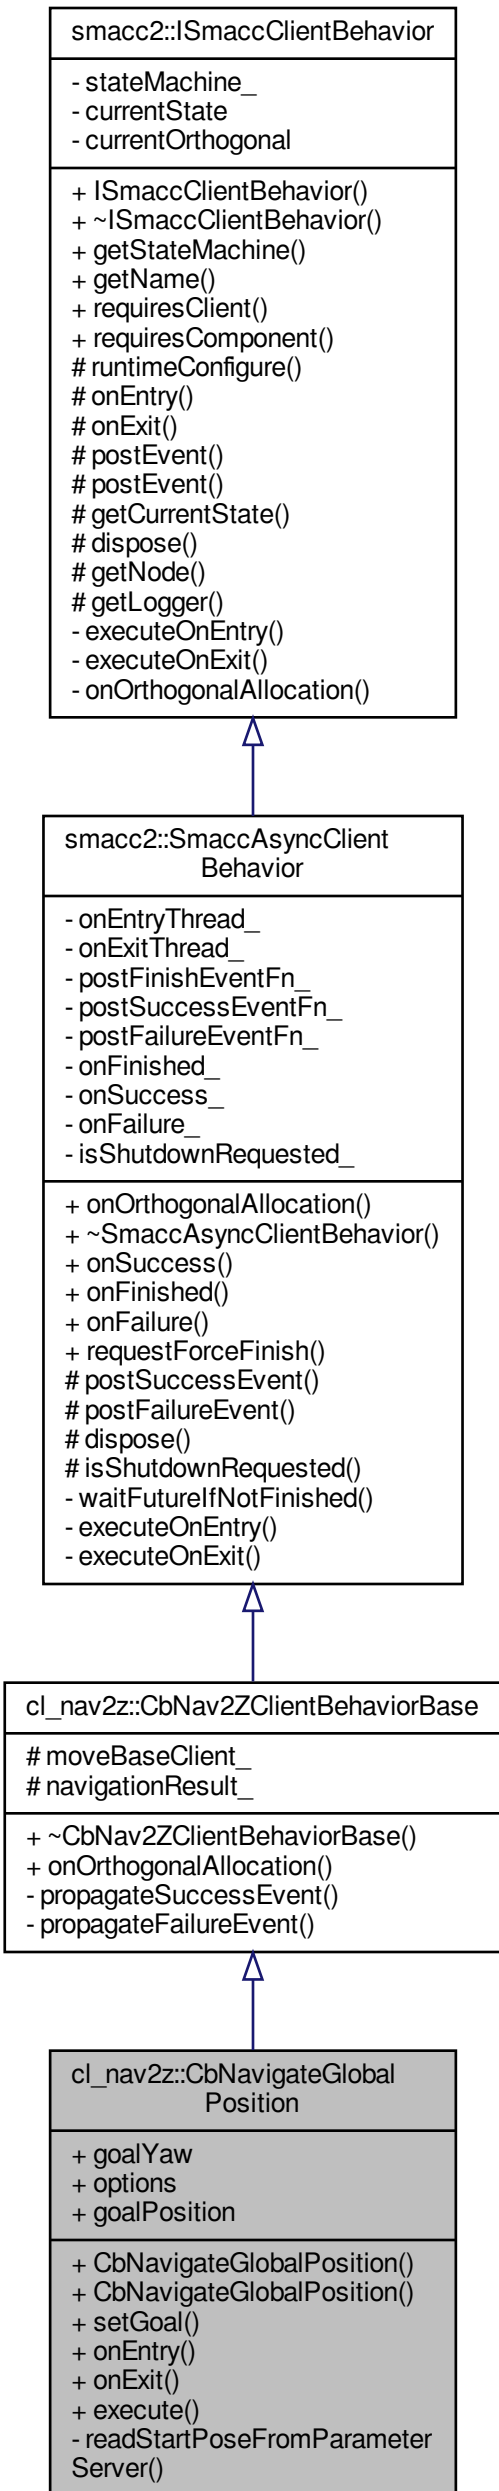 smacc2::ISmaccClientBehavior
- stateMachine_
- currentState
- currentOrthogonal
+ ISmaccClientBehavior()
+ ~ISmaccClientBehavior()
+ getStateMachine()
+ getName()
+ requiresClient()
+ requiresComponent()
# runtimeConfigure()
# onEntry()
# onExit()
# postEvent()
# postEvent()
# getCurrentState()
# dispose()
# getNode()
# getLogger()
- executeOnEntry()
- executeOnExit()
- onOrthogonalAllocation()
smacc2::SmaccAsyncClient
Behavior
- onEntryThread_
- onExitThread_
- postFinishEventFn_
- postSuccessEventFn_
- postFailureEventFn_
- onFinished_
- onSuccess_
- onFailure_
- isShutdownRequested_
+ onOrthogonalAllocation()
+ ~SmaccAsyncClientBehavior()
+ onSuccess()
+ onFinished()
+ onFailure()
+ requestForceFinish()
# postSuccessEvent()
# postFailureEvent()
# dispose()
# isShutdownRequested()
- waitFutureIfNotFinished()
- executeOnEntry()
- executeOnExit()
cl_nav2z::CbNav2ZClientBehaviorBase
# moveBaseClient_
# navigationResult_
+ ~CbNav2ZClientBehaviorBase()
+ onOrthogonalAllocation()
- propagateSuccessEvent()
- propagateFailureEvent()
cl_nav2z::CbNavigateGlobal
Position
+ goalYaw
+ options
+ goalPosition
+ CbNavigateGlobalPosition()
+ CbNavigateGlobalPosition()
+ setGoal()
+ onEntry()
+ onExit()
+ execute()
- readStartPoseFromParameter
Server()